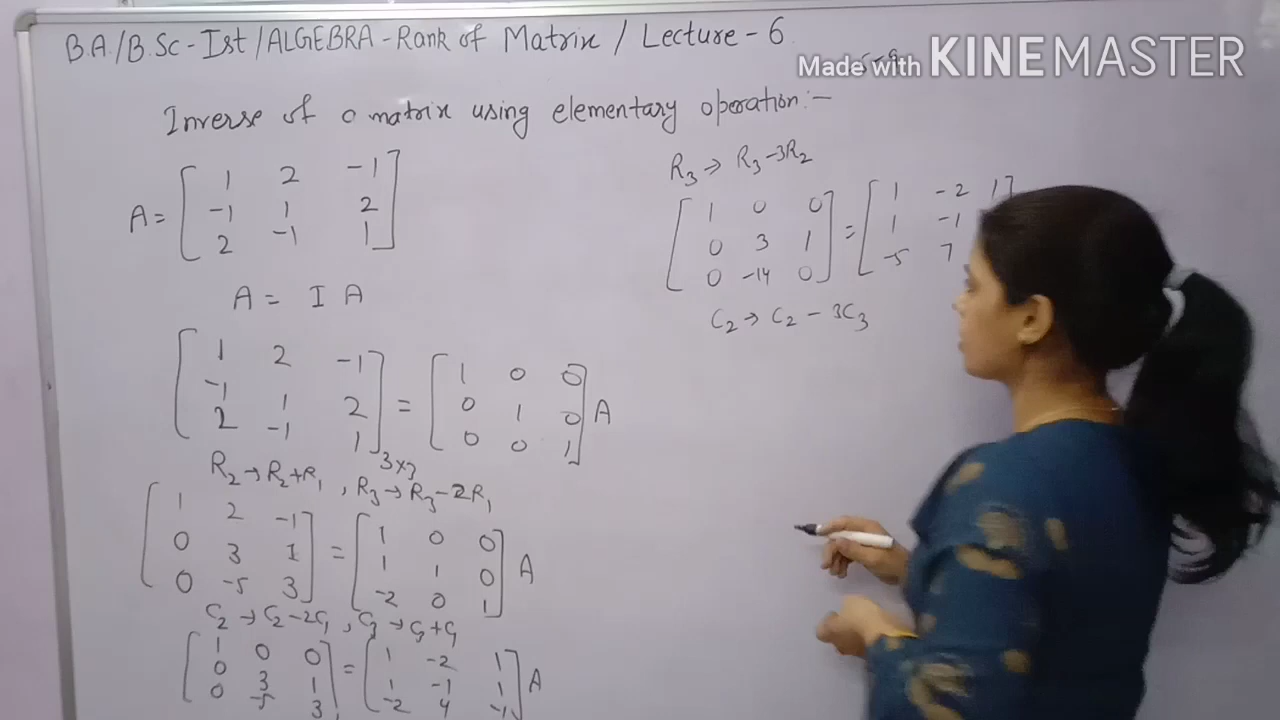 B.A./B.Sc-Ist/ALGEBRA-Rank of Matrix / Lecture-6
Made with KINEMASTER
Inverse of a matrix using elementary operation:-
A = [ 1 2 -1
-1 1 2
2 -1 1 ]
A = I A
[ 1 2 -1
-1 1 2
2 -1 1 ]3×3 = [ 1 0 0
0 1 0
0 0 1 ] A
R2→R2+R1, R3→R3-2R1
[ 1 2 -1
0 3 1
0 -5 3 ] = [ 1 0 0
1 1 0
-2 0 1 ] A
C2→C2-2C1, C3→C3+C1
[ 1 0 0
0 3 1
0 -5 3 ] = [ 1 -2 1
1 -1 1
-2 4 -1 ] A
R3→R3-3R2
[ 1 0 0
0 3 1
0 -14 0 ] = [ 1 -2 1 ]
1 -1
-5 7
C2→C2-3C3